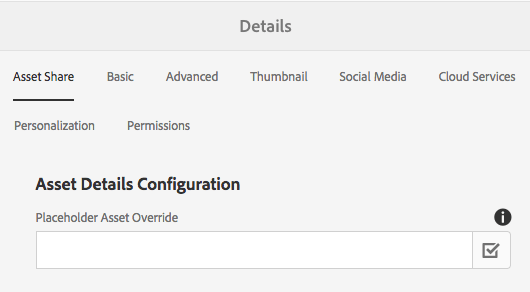 Details
Asset Share Basic Advanced Thumbnail Social Media Cloud Services
Personalization Permissions
Asset Details Configuration
Placeholder Asset Override